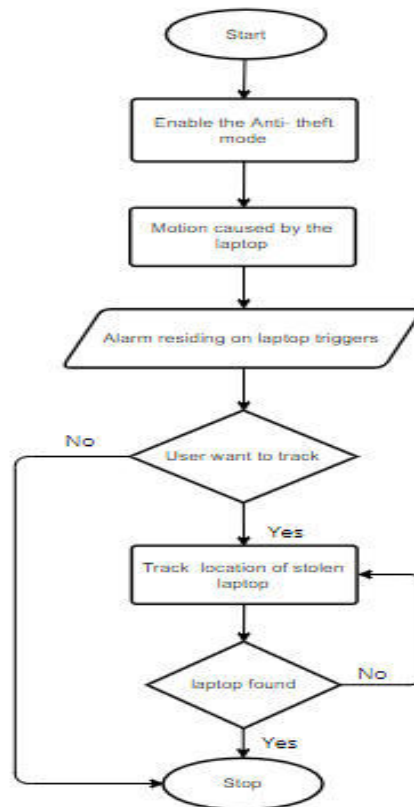 Start
Enable the Anti- theft
mode
Motion caused by the
laptop
Alarm residing on laptop triggers
No
User want to track
Yes
Track location of stolen
laptop
laptop found
No
Yes
Stop